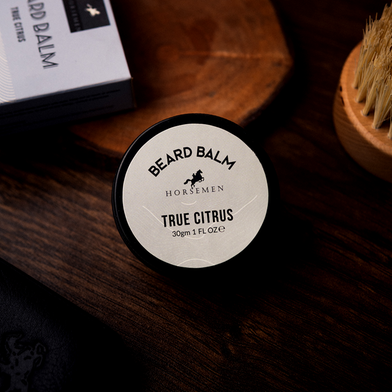 ARD BALM
TRUE CITRUS
BEARD BALM
HORSEMEN
TRUE CITRUS
30gm 1 FL OZ℮